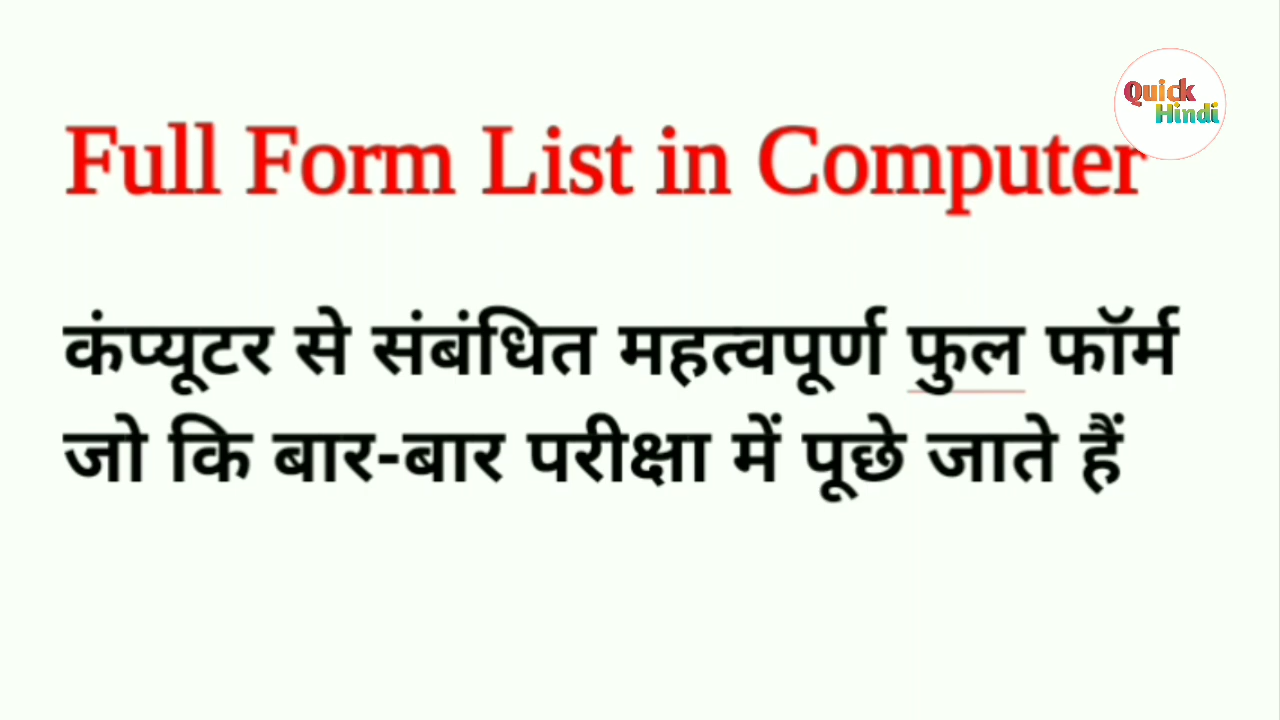 Quick
Hindi
Full Form List in Computer
कंप्यूटर से संबंधित महत्वपूर्ण फुल फॉर्म
जो कि बार-बार परीक्षा में पूछे जाते हैं